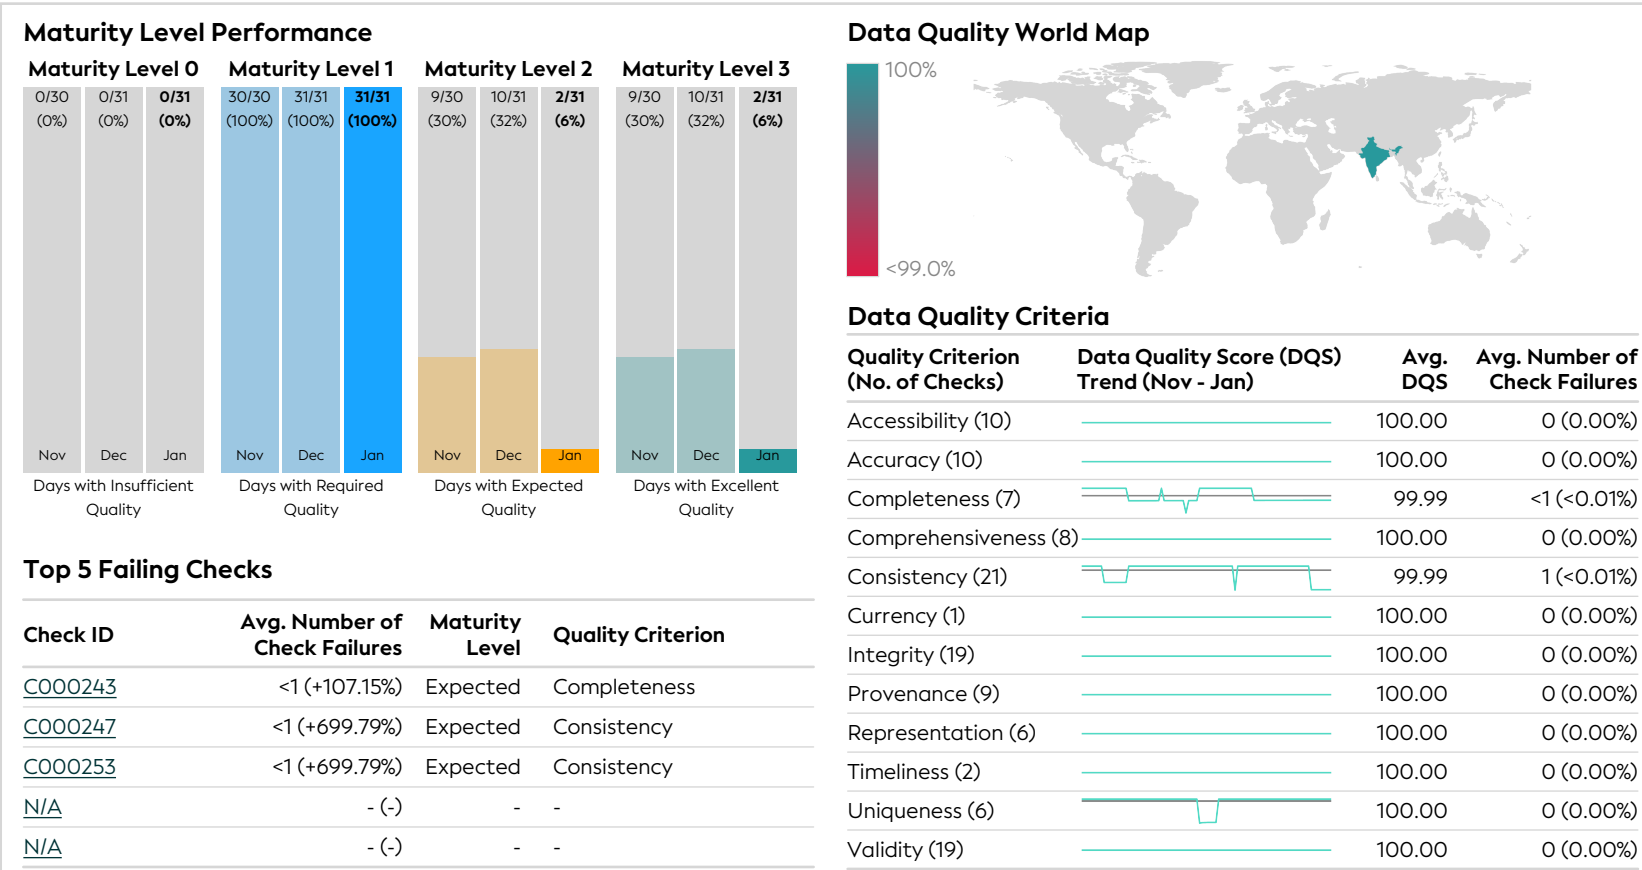 Maturity Level Performance
Maturity Level 0 Maturity Level 1 Maturity Level 2 Maturity Level 3
0/30 0/31 0/31 30/30 31/31 31/31 9/30 10/31 2/31 9/30 10/31 2/31
(0%) (0%) (0%) (100%) (100%) (100%) (30%) (32%) (6%) (30%) (32%) (6%)
Nov Dec Jan Nov Dec Jan Nov Dec Jan Nov Dec Jan
Days with Insufficient Days with Required Days with Expected Days with Excellent
Quality Quality Quality Quality
Top 5 Failing Checks
Avg. Number of Maturity
Check ID Check Failures Level Quality Criterion
C000243 <1 (+107.15%) Expected Completeness
C000247 <1 (+699.79%) Expected Consistency
C000253 <1 (+699.79%) Expected Consistency
N/A - (-) - -
N/A - (-) - -
Data Quality World Map
100%
<99.0%
Data Quality Criteria
Quality Criterion Data Quality Score (DQS) Avg. Avg. Number of
(No. of Checks) Trend (Nov - Jan) DQS Check Failures
Accessibility (10) 100.00 0 (0.00%)
Accuracy (10) 100.00 0 (0.00%)
Completeness (7) 99.99 <1 (<0.01%)
Comprehensiveness (8) 100.00 0 (0.00%)
Consistency (21) 99.99 1 (<0.01%)
Currency (1) 100.00 0 (0.00%)
Integrity (19) 100.00 0 (0.00%)
Provenance (9) 100.00 0 (0.00%)
Representation (6) 100.00 0 (0.00%)
Timeliness (2) 100.00 0 (0.00%)
Uniqueness (6) 100.00 0 (0.00%)
Validity (19) 100.00 0 (0.00%)